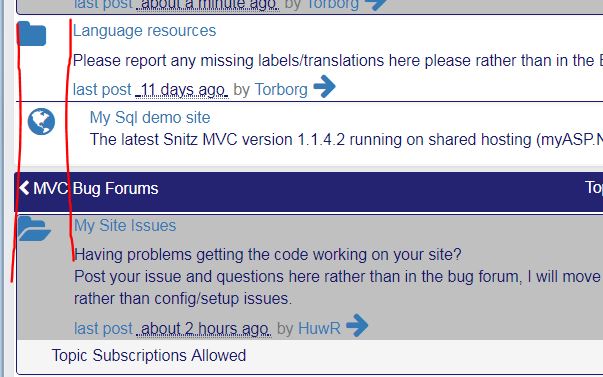 last post about a minute ago by Torborg
Language resources
Please report any missing labels/translations here please rather than in the
last post 11 days ago by Torborg
My Sql demo site
The latest Snitz MVC version 1.1.4.2 running on shared hosting (myASP.N
MVC Bug Forums To
My Site Issues
Having problems getting the code working on your site?
Post your issue and questions here rather than in the bug forum, I will move
rather than config/setup issues.
last post about 2 hours ago by HuwR
Topic Subscriptions Allowed